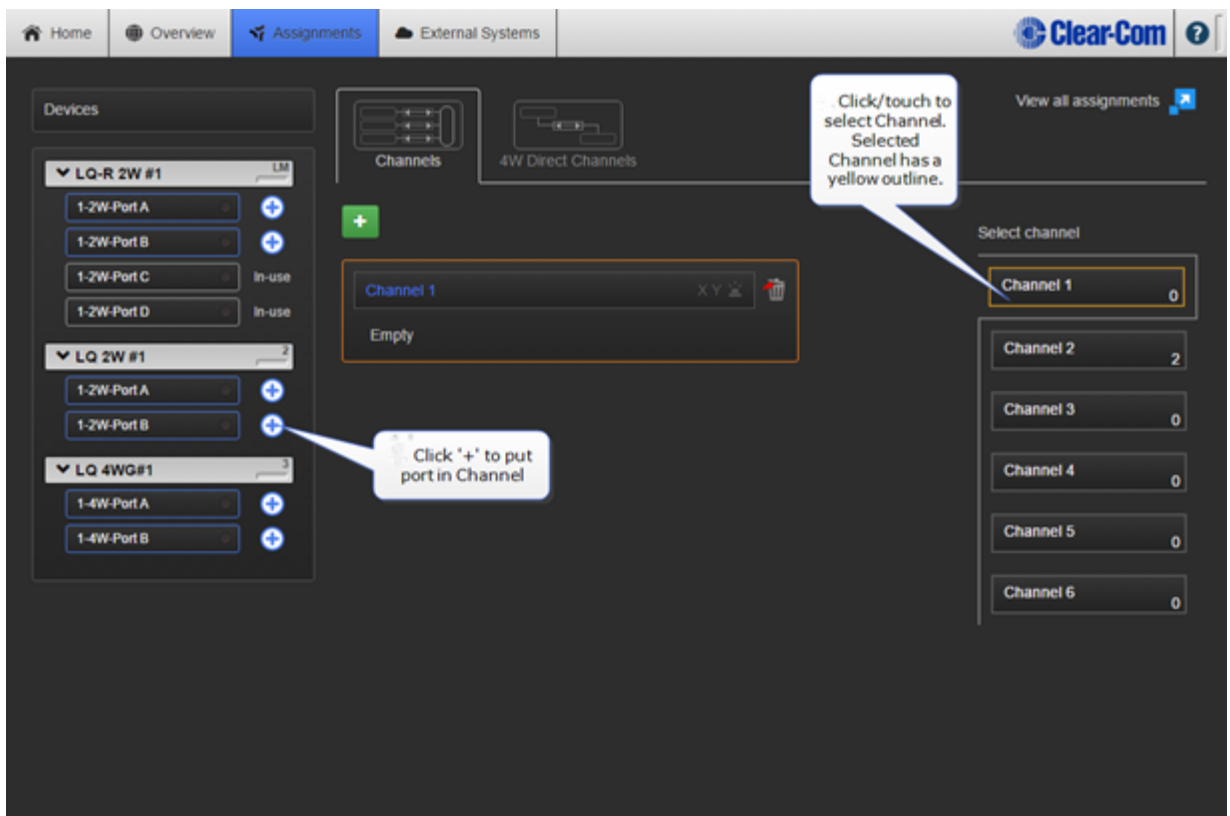 Home
Overview
Assignments
External Systems
Clear-Com
?
Devices
LQ-R 2W #1
LM
1-2W-Port A
1-2W-Port B
1-2W-Port C
In-use
1-2W-Port D
In-use
LQ 2W #1
2
1-2W-Port A
1-2W-Port B
LQ 4WG#1
3
1-4W-Port A
1-4W-Port B
Channels
4W Direct Channels
Channel 1
X Y
Empty
Click '+' to put
port in Channel
Click/touch to
select Channel.
Selected
Channel has a
yellow outline.
View all assignments
Select channel
Channel 1
0
Channel 2
2
Channel 3
0
Channel 4
0
Channel 5
0
Channel 6
0